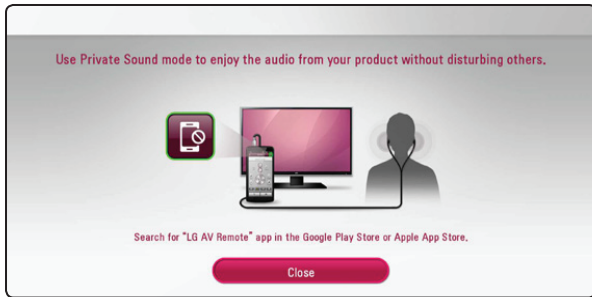 Use Private Sound mode to enjoy the audio from your product without disturbing others.
Search for "LG AV Remote" app in the Google Play Store or Apple App Store.
Close